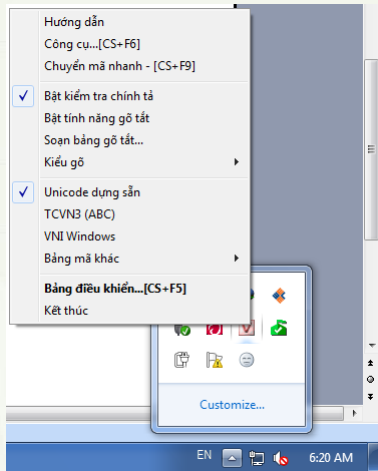 Hướng dẫn
Công cụ...[CS+F6]
Chuyển mã nhanh - [CS+F9]
Bật kiểm tra chính tả
Bật tính năng gõ tắt
Soạn bảng gõ tắt...
Kiểu gõ
Unicode dựng sẵn
TCVN3 (ABC)
VNI Windows
Bảng mã khác
Bảng điều khiển...[CS+F5]
Kết thúc
Customize...
EN 6:20 AM